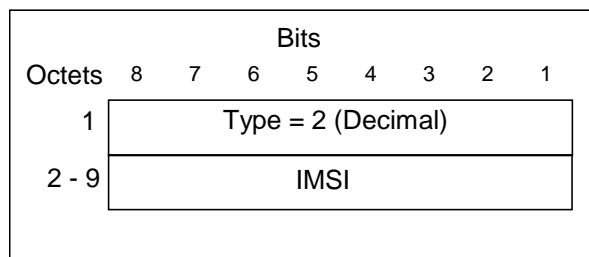 Bits
Octets 8 7 6 5 4 3 2 1
1 Type = 2 (Decimal)
2 - 9 IMSI